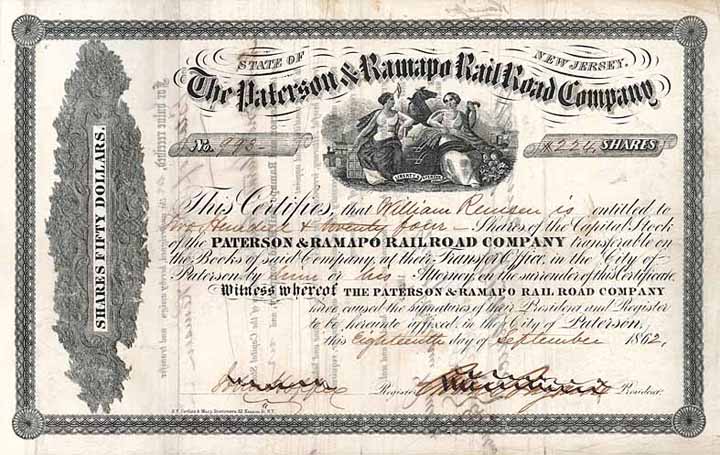 STATE OF NEW JERSEY.
The Paterson & Ramapo Rail Road Company
No. 993
224 SHARES
LIBERTY & PROSPERITY
SHARES FIFTY DOLLARS.
This Certifies, that William Remsen is entitled to
Two Hundred & twenty four Shares of the Capital Stock
of the PATERSON & RAMAPO RAILROAD COMPANY transferable on
the Books of said Company, at their Transfer Office, in the City of
Paterson by him or his Attorney, on the surrender of this Certificate.
Witness whereof THE PATERSON & RAMAPO RAIL ROAD COMPANY
have caused the signatures of their President and Register
to be hereunto affixed, in the City of Paterson,
this Eighteenth day of September 1862,
Register
President